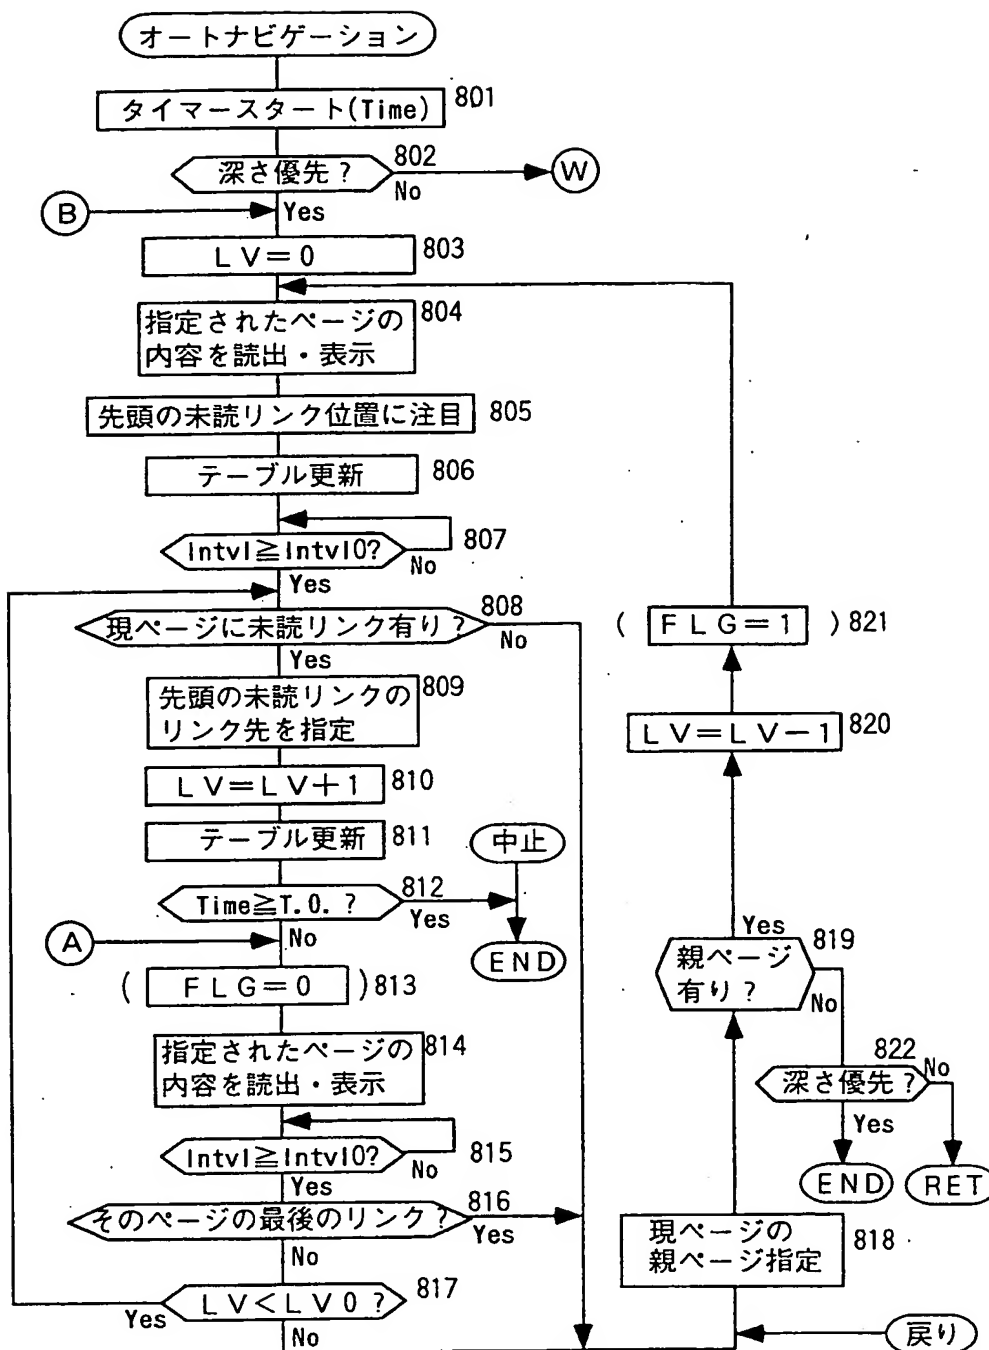 オートナビゲーション
タイマースタート(Time)
801
深さ優先？
802
No
W
B
Yes
LV＝0
803
指定されたページの
内容を読出・表示
804
先頭の未読リンク位置に注目
805
テーブル更新
806
Intvl≧Intvl0?
807
No
Yes
現ページに未読リンク有り？
808
No
Yes
先頭の未読リンクの
リンク先を指定
809
LV＝LV＋1
810
テーブル更新
811
中止
Time≧T.O.？
812
Yes
END
A
No
( FLG＝0 )
813
指定されたページの
内容を読出・表示
814
Intvl≧Intvl0?
815
No
Yes
そのページの最後のリンク？
816
Yes
No
LV＜LV0？
817
Yes
No
( FLG＝1 )
821
LV＝LV－1
820
Yes
親ページ
有り？
819
No
深さ優先？
822
No
Yes
END
RET
現ページの
親ページ指定
818
戻り